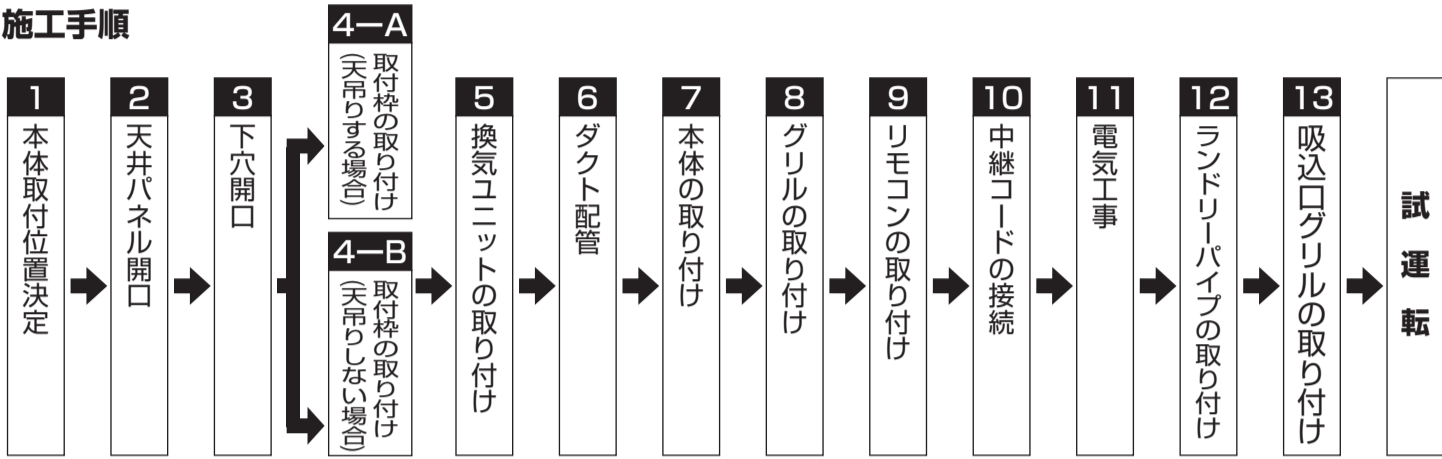 施工手順
1
本体取付位置決定
2
天井パネル開口
3
下穴開口
4ーA
取付枠の取り付け
(天吊りする場合)
4ーB
取付枠の取り付け
(天吊りしない場合)
5
換気ユニットの取り付け
6
ダクト配管
7
本体の取り付け
8
グリルの取り付け
9
リモコンの取り付け
10
中継コードの接続
11
電気工事
12
ランドリーパイプの取り付け
13
吸込口グリルの取り付け
試運転